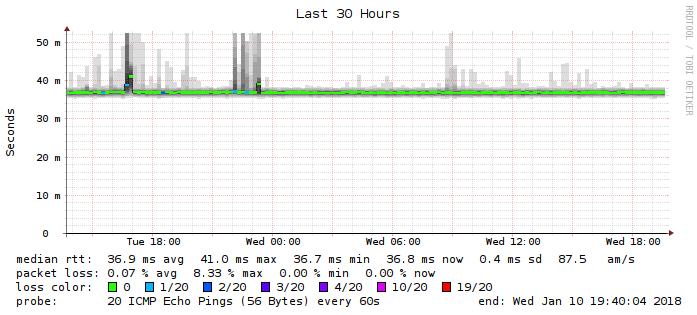 Last 30 Hours
RRDTOOL / TOBI OETIKER
Seconds
50 m
40 m
30 m
20 m
10 m
0
Tue 18:00 Wed 00:00 Wed 06:00 Wed 12:00 Wed 18:00
median rtt: 36.9 ms avg 41.0 ms max 36.7 ms min 36.8 ms now 0.4 ms sd 87.5 am/s
packet loss: 0.07 % avg 8.33 % max 0.00 % min 0.00 % now
loss color: 0 1/20 2/20 3/20 4/20 10/20 19/20
probe: 20 ICMP Echo Pings (56 Bytes) every 60s end: Wed Jan 10 19:40:04 2018